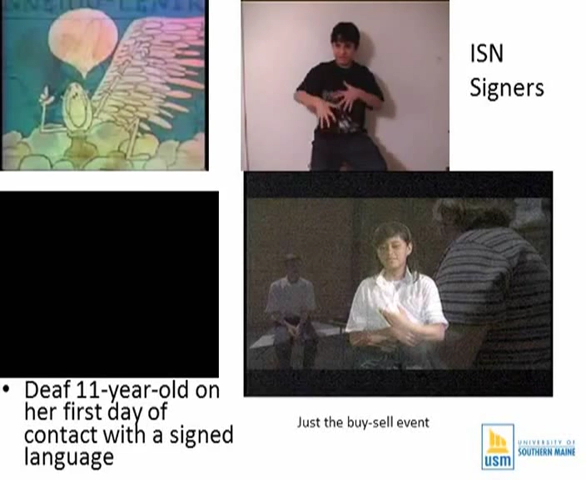 ISN
Signers
• Deaf 11-year-old on
her first day of
contact with a signed
language
Just the buy-sell event
usm
UNIVERSITY OF
SOUTHERN MAINE